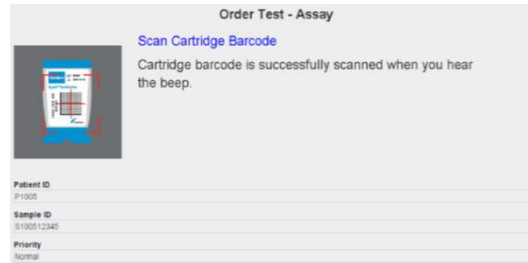 Order Test - Assay
Scan Cartridge Barcode
Cartridge barcode is successfully scanned when you hear
the beep.
Patient ID
P1005
Sample ID
S100512345
Priority
Normal